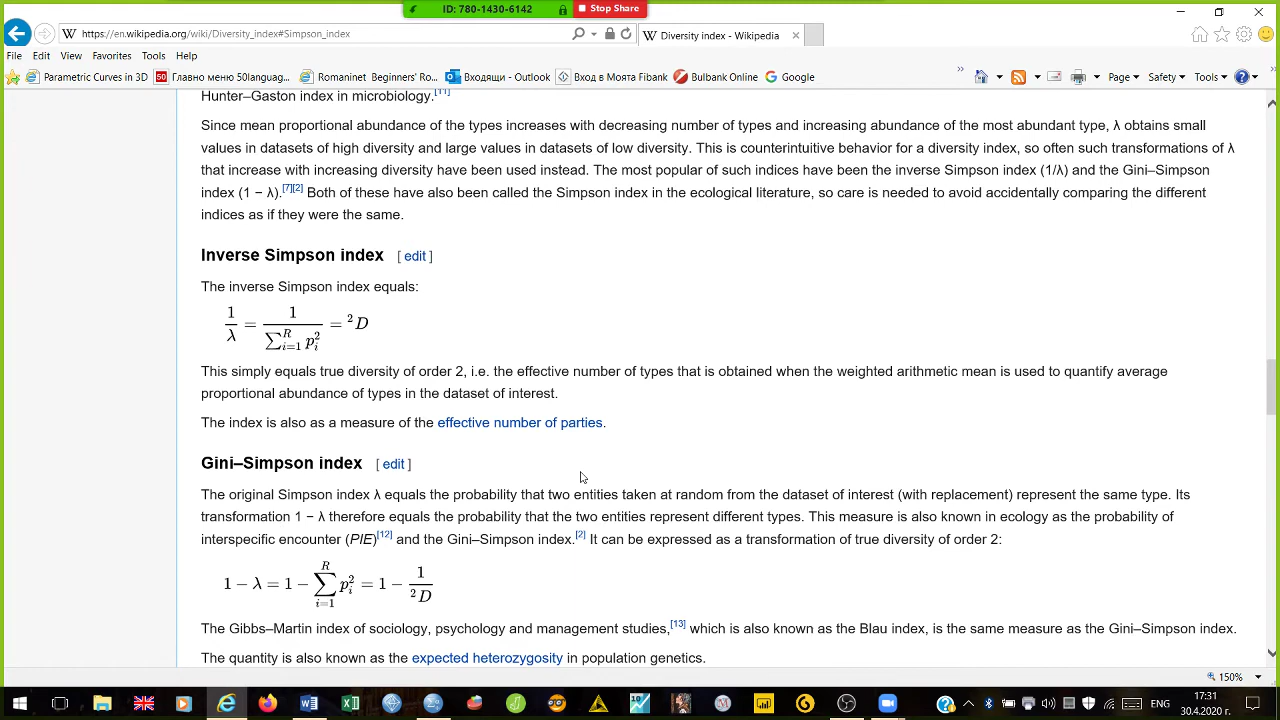 ID: 780-1430-6142 Stop Share
https://en.wikipedia.org/wiki/Diversity_index#Simpson_index
Diversity index - Wikipedia
File Edit View Favorites Tools Help
Parametric Curves in 3D
50 Главно меню 50languag...
Romaninet Beginners' Ro...
Входящи - Outlook
Вход в Моята Fibank
Bulbank Online
Google
Page Safety Tools
Hunter–Gaston index in microbiology.[11]
Since mean proportional abundance of the types increases with decreasing number of types and increasing abundance of the most abundant type, λ obtains small
values in datasets of high diversity and large values in datasets of low diversity. This is counterintuitive behavior for a diversity index, so often such transformations of λ
that increase with increasing diversity have been used instead. The most popular of such indices have been the inverse Simpson index (1/λ) and the Gini–Simpson
index (1 − λ).[7][2] Both of these have also been called the Simpson index in the ecological literature, so care is needed to avoid accidentally comparing the different
indices as if they were the same.
Inverse Simpson index [ edit ]
The inverse Simpson index equals:
1/λ = 1/∑_{i=1}^{R} p_i^2 = ^2D
This simply equals true diversity of order 2, i.e. the effective number of types that is obtained when the weighted arithmetic mean is used to quantify average
proportional abundance of types in the dataset of interest.
The index is also as a measure of the effective number of parties.
Gini–Simpson index [ edit ]
The original Simpson index λ equals the probability that two entities taken at random from the dataset of interest (with replacement) represent the same type. Its
transformation 1 − λ therefore equals the probability that the two entities represent different types. This measure is also known in ecology as the probability of
interspecific encounter (PIE)[12] and the Gini–Simpson index.[2] It can be expressed as a transformation of true diversity of order 2:
1 − λ = 1 − ∑_{i=1}^{R} p_i^2 = 1 − 1/^2D
The Gibbs–Martin index of sociology, psychology and management studies,[13] which is also known as the Blau index, is the same measure as the Gini–Simpson index.
The quantity is also known as the expected heterozygosity in population genetics.
150%
17:31
ENG
30.4.2020 г.